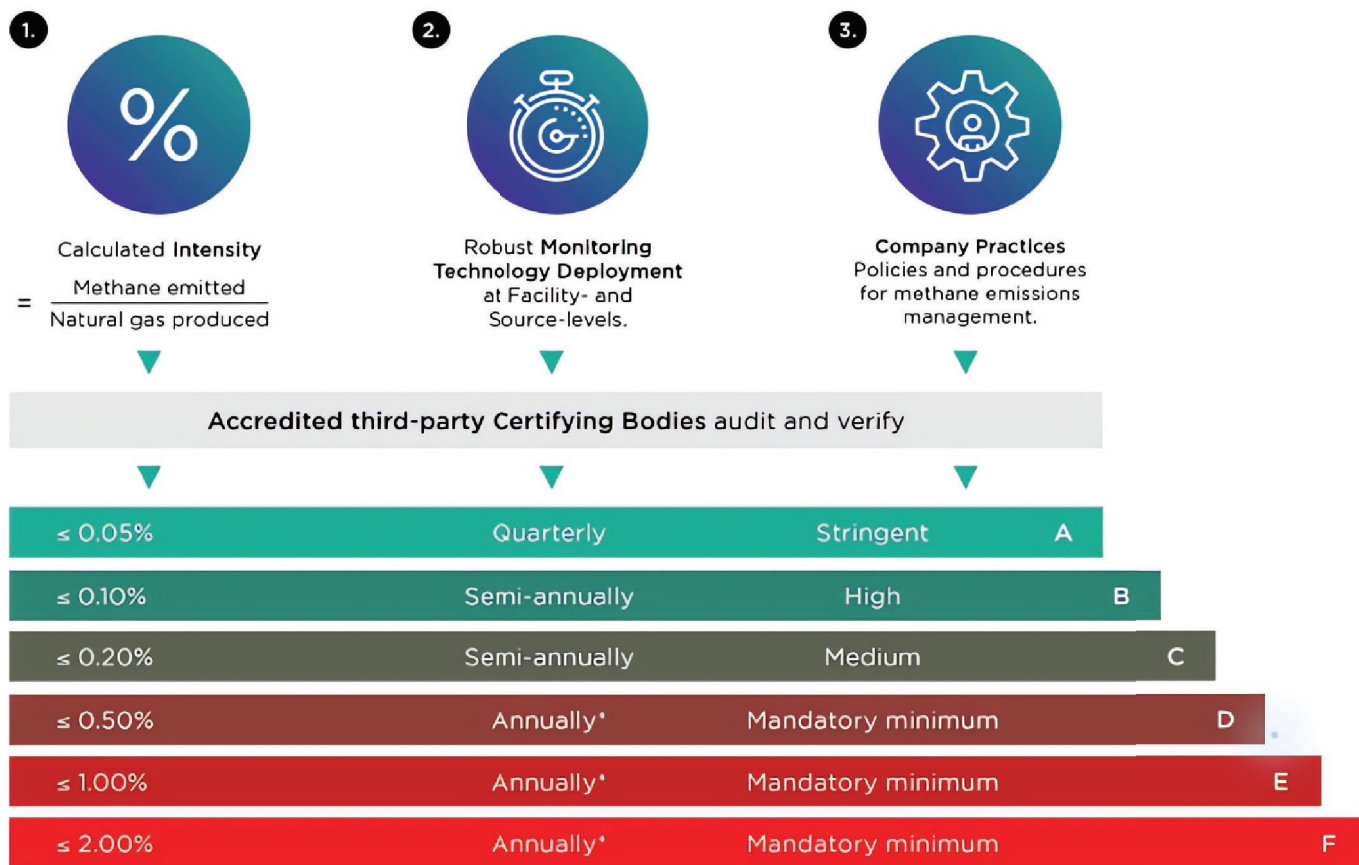 1.
2.
3.
%
Calculated Intensity
= Methane emitted
Natural gas produced
Robust Monitoring
Technology Deployment
at Facility- and
Source-levels.
Company Practices
Policies and procedures
for methane emissions
management.
Accredited third-party Certifying Bodies audit and verify
≤ 0.05% Quarterly Stringent A
≤ 0.10% Semi-annually High B
≤ 0.20% Semi-annually Medium C
≤ 0.50% Annually* Mandatory minimum D
≤ 1.00% Annually* Mandatory minimum E
≤ 2.00% Annually* Mandatory minimum F